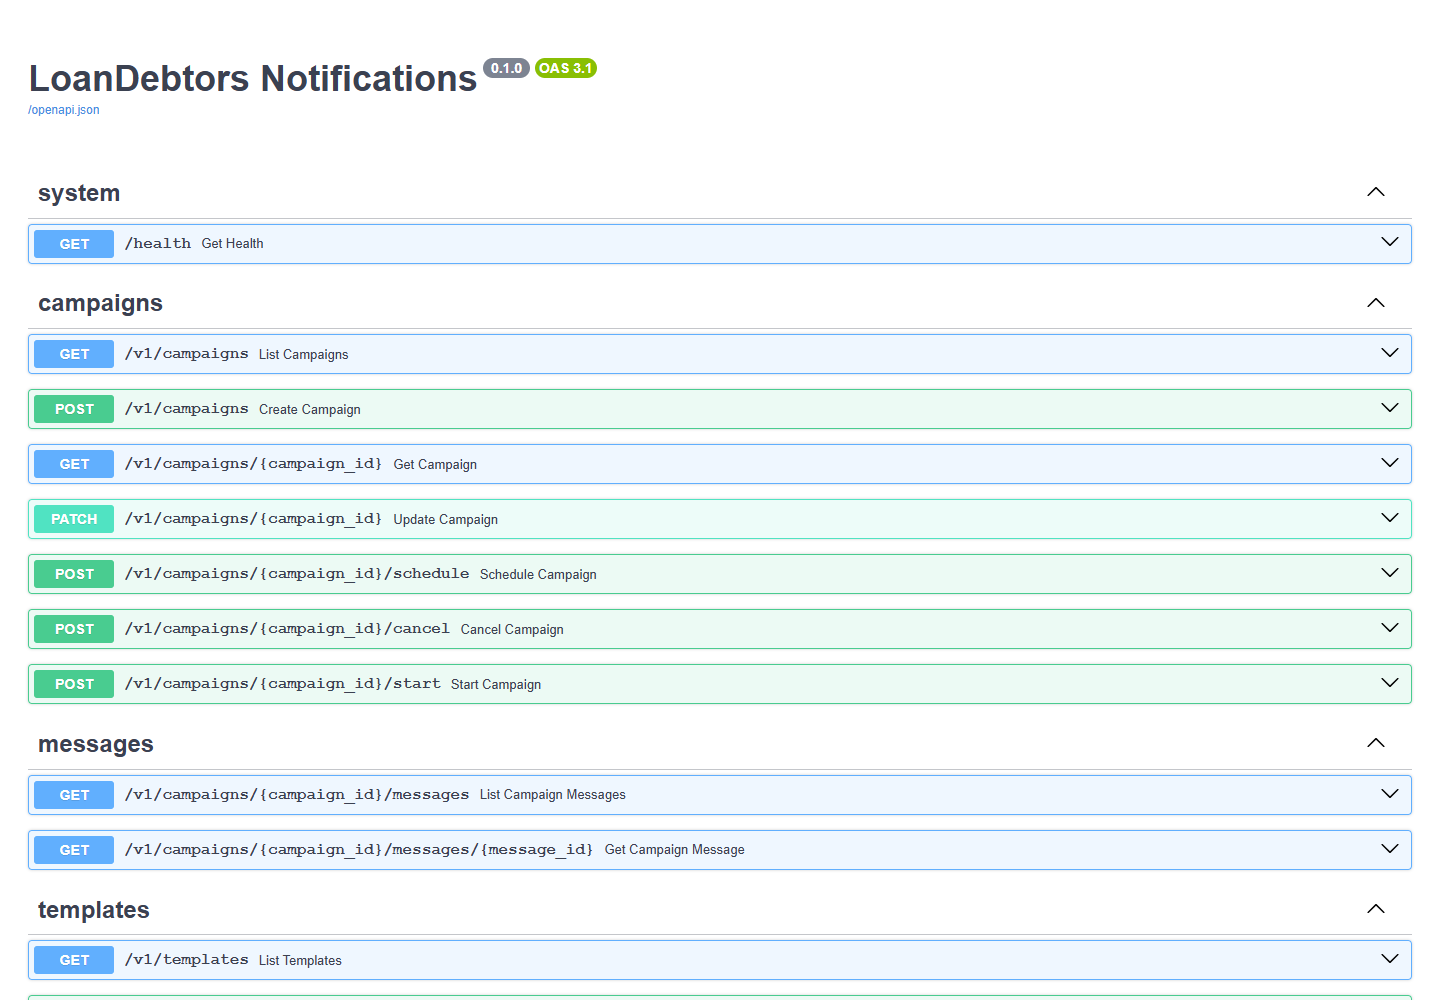 LoanDebtors Notifications 0.1.0 OAS 3.1
/openapi.json
system
GET /health Get Health
campaigns
GET /v1/campaigns List Campaigns
POST /v1/campaigns Create Campaign
GET /v1/campaigns/{campaign_id} Get Campaign
PATCH /v1/campaigns/{campaign_id} Update Campaign
POST /v1/campaigns/{campaign_id}/schedule Schedule Campaign
POST /v1/campaigns/{campaign_id}/cancel Cancel Campaign
POST /v1/campaigns/{campaign_id}/start Start Campaign
messages
GET /v1/campaigns/{campaign_id}/messages List Campaign Messages
GET /v1/campaigns/{campaign_id}/messages/{message_id} Get Campaign Message
templates
GET /v1/templates List Templates